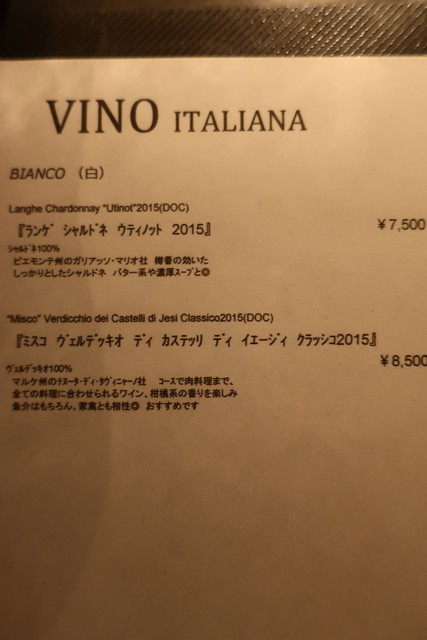 VINO ITALIANA
BIANCO （白）
Langhe Chardonnay "Utinot"2015(DOC)
『ﾗﾝｹﾞ ｼｬﾙﾄﾞﾈ ｳﾃｨﾉｯﾄ 2015』
¥7,500
ｼｬﾙﾄﾞﾈ100%
ピエモンテ州のガリアッソ・マリオ社 樽香の効いた
しっかりとしたシャルドネ バター系や濃厚ｽｰﾌﾟと◎
"Misco" Verdicchio dei Castelli di Jesi Classico2015(DOC)
『ﾐｽｺ ｳﾞｪﾙﾃﾞｯｷｵ ﾃﾞｨ ｶｽﾃｯﾘ ﾃﾞｨ ｲｴｰｼﾞｨ ｸﾗｯｼｺ2015』
¥8,500
ｳﾞｪﾙﾃﾞｯｷｵ100%
マルケ州のﾃﾇｰﾀ・ﾃﾞｨ・ﾀｳﾞｨﾆｬｰﾉ社 コースで肉料理まで、
全ての料理に合わせられるワイン、柑橘系の香りを楽しみ
魚介はもちろん、家禽とも相性◎ おすすめです